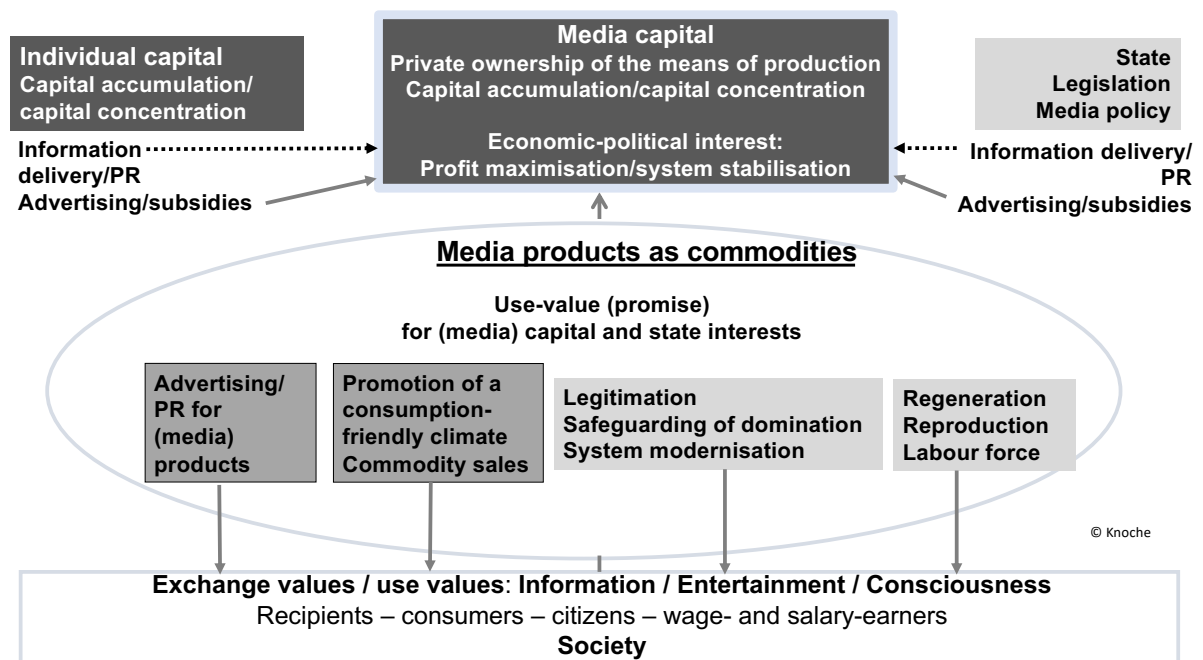 Individual capital
Capital accumulation/
capital concentration
Information
delivery/PR
Advertising/subsidies
Media capital
Private ownership of the means of production
Capital accumulation/capital concentration
Economic-political interest:
Profit maximisation/system stabilisation
State
Legislation
Media policy
Information delivery/
PR
Advertising/subsidies
Media products as commodities
Use-value (promise)
for (media) capital and state interests
Advertising/
PR for
(media)
products
Promotion of a
consumption-
friendly climate
Commodity sales
Legitimation
Safeguarding of domination
System modernisation
Regeneration
Reproduction
Labour force
© Knoche
Exchange values / use values: Information / Entertainment / Consciousness
Recipients – consumers – citizens – wage- and salary-earners
Society